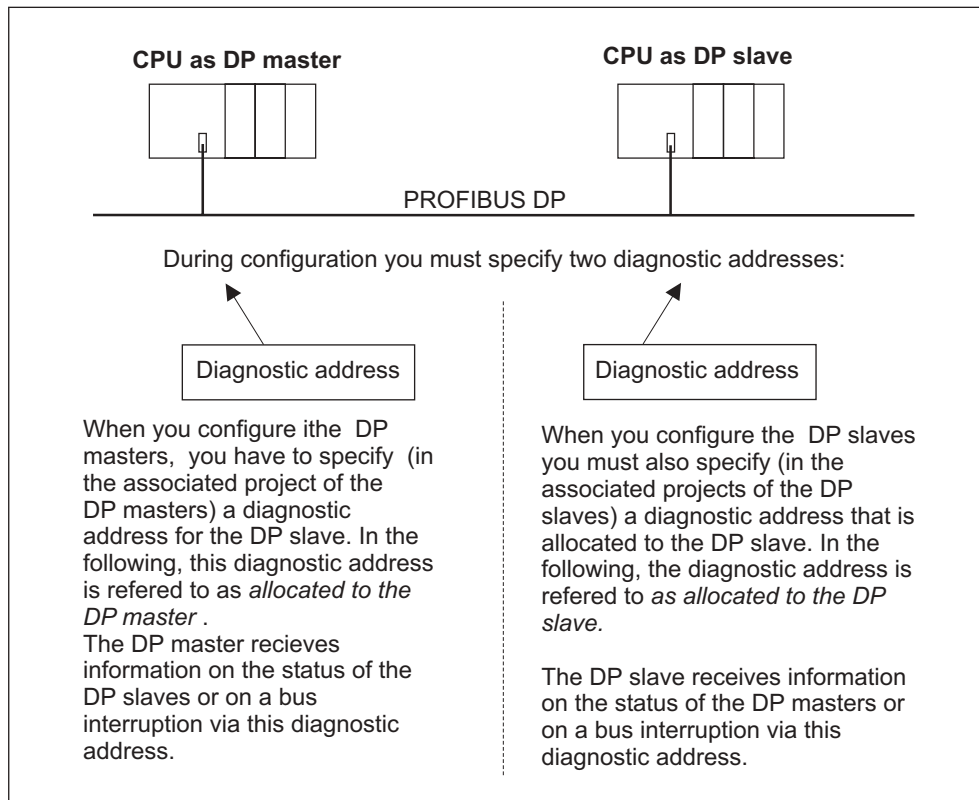 CPU as DP master
CPU as DP slave
PROFIBUS DP
During configuration you must specify two diagnostic addresses:
Diagnostic address
When you configure ithe DP
masters, you have to specify (in
the associated project of the
DP masters) a diagnostic
address for the DP slave. In the
following, this diagnostic address
is refered to as allocated to the
DP master .
The DP master recieves
information on the status of the
DP slaves or on a bus
interruption via this diagnostic
address.
Diagnostic address
When you configure the DP slaves
you must also specify (in the
associated projects of the DP
slaves) a diagnostic address that is
allocated to the DP slave. In the
following, the diagnostic address is
refered to as allocated to the DP
slave.
The DP slave receives information
on the status of the DP masters or
on a bus interruption via this
diagnostic address.